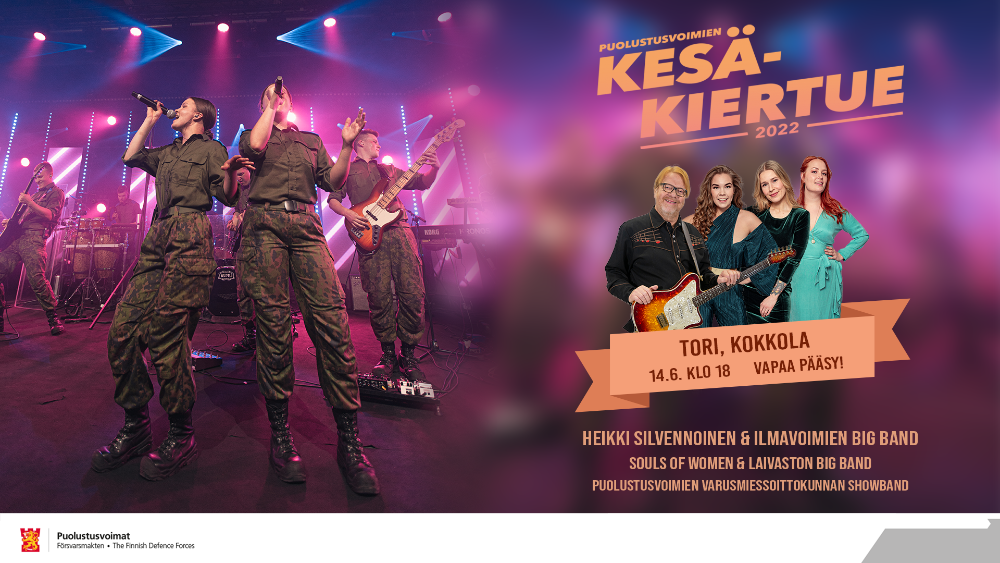 PUOLUSTUSVOIMIEN
KESÄ-
KIERTUE
2022
TORI, KOKKOLA
14.6. KLO 18 VAPAA PÄÄSY!
HEIKKI SILVENNOINEN & ILMAVOIMIEN BIG BAND
SOULS OF WOMEN & LAIVASTON BIG BAND
PUOLUSTUSVOIMIEN VARUSMIESSOITTOKUNNAN SHOWBAND
KORG
Puolustusvoimat
Försvarsmakten • The Finnish Defence Forces